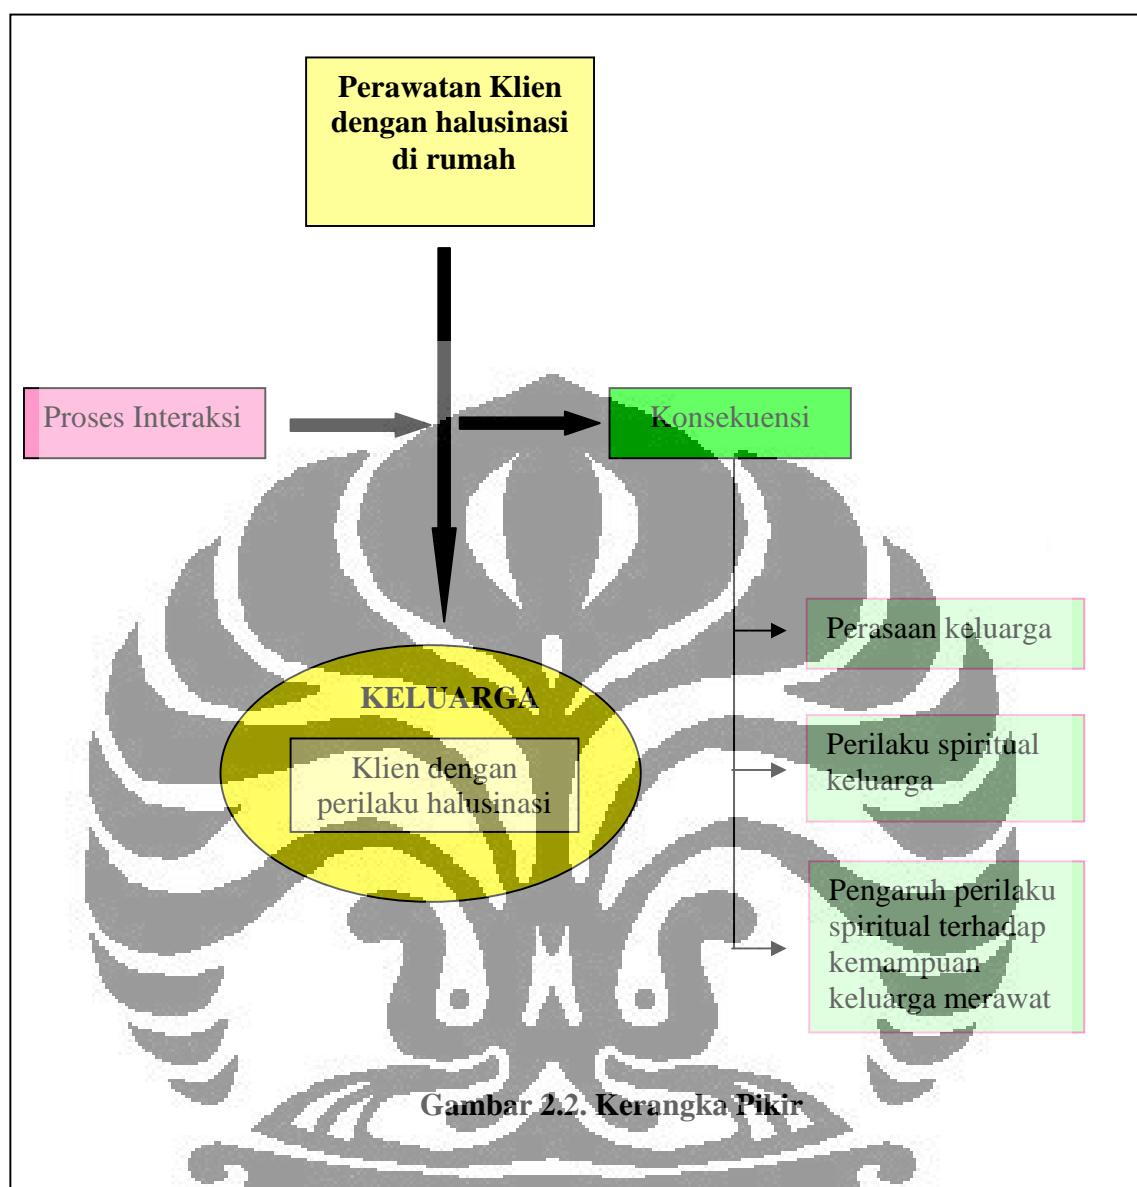 Perawatan Klien
dengan halusinasi
di rumah
Proses Interaksi
Konsekuensi
Perasaan keluarga
KELUARGA
Klien dengan
perilaku halusinasi
Perilaku spiritual
keluarga
Pengaruh perilaku
spiritual terhadap
kemampuan
keluarga merawat
Gambar 2.2. Kerangka Pikir